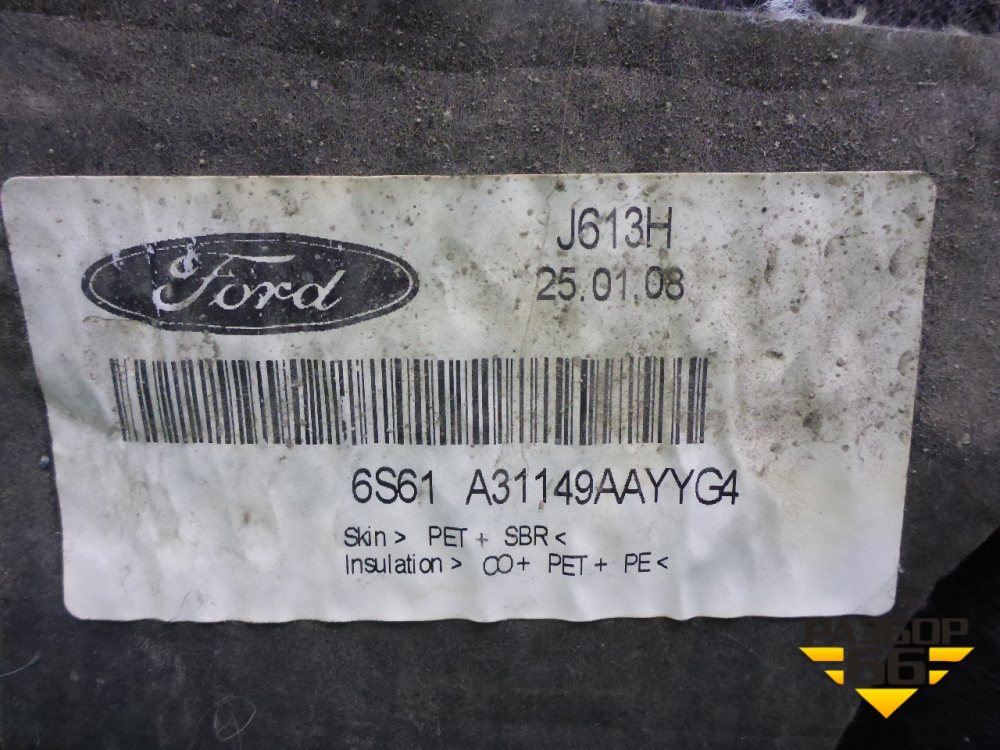 Ford
J613H
25.01.08
6S61 A31149AAYYG4
Skin> PET + SBR<
Insulation> CO+ PET + PE<
РАЗБОР
66